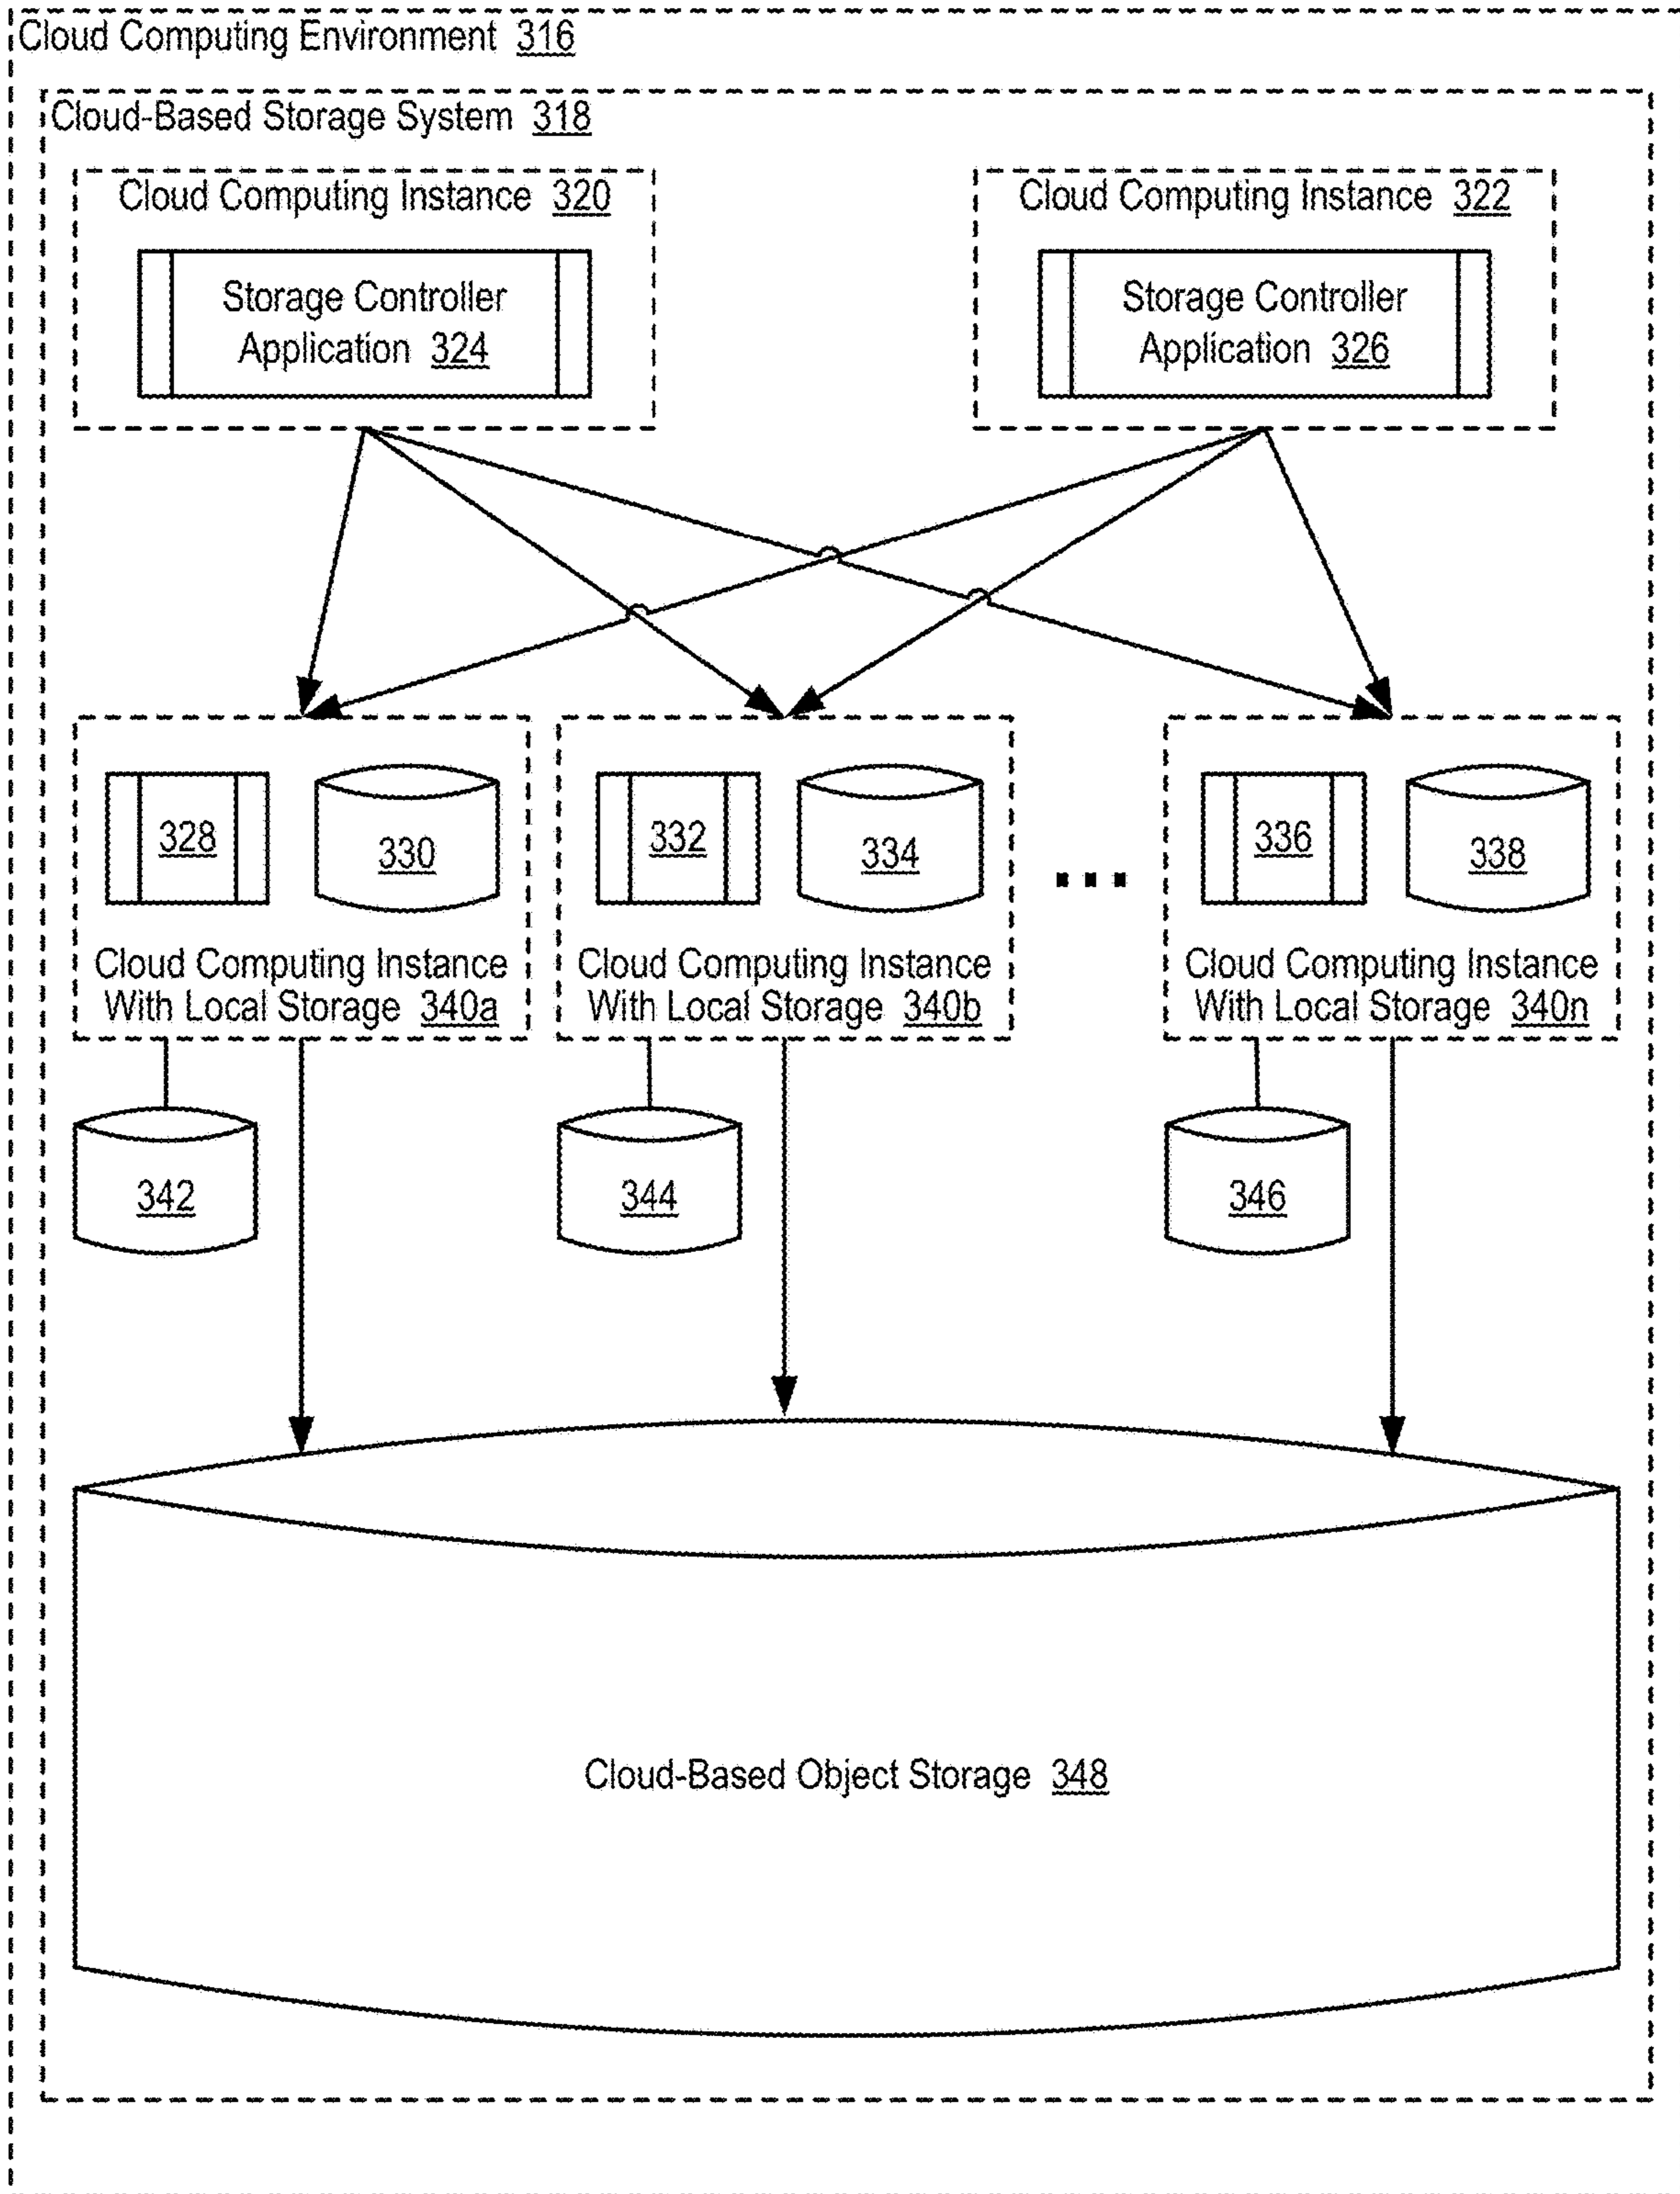 Cloud Computing Environment 316
Cloud-Based Storage System 318
Cloud Computing Instance 320
Storage Controller
Application 324
Cloud Computing Instance 322
Storage Controller
Application 326
328
330
Cloud Computing Instance
With Local Storage 340a
332
334
Cloud Computing Instance
With Local Storage 340b
...
336
338
Cloud Computing Instance
With Local Storage 340n
342
344
346
Cloud-Based Object Storage 348